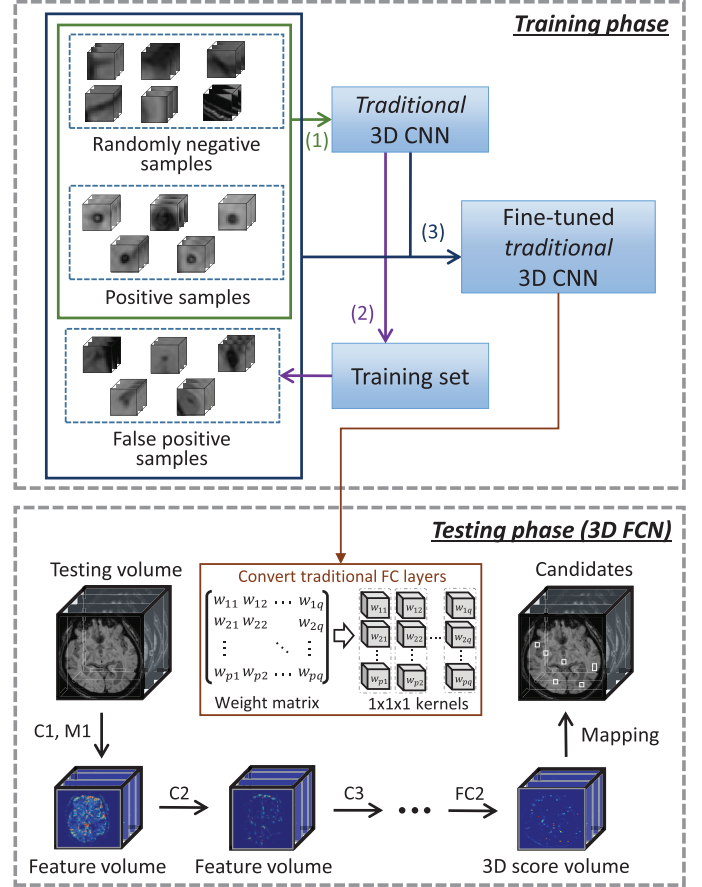 Training phase
Randomly negative
samples
(1)
Traditional
3D CNN
Positive samples
(3)
Fine-tuned
traditional
3D CNN
(2)
Training set
False positive
samples
Testing phase (3D FCN)
Testing volume
Convert traditional FC layers
Candidates
w11 w12 ... w1q
w21 w22 w2q
⋮ ⋱ ⋮
wp1 wp2 ... wpq
w11 w12 w1q
w21 w22 ... w2q
wp1 wp2 wpq
Weight matrix
1x1x1 kernels
C1, M1
Mapping
C2
C3
...
FC2
Feature volume
Feature volume
3D score volume